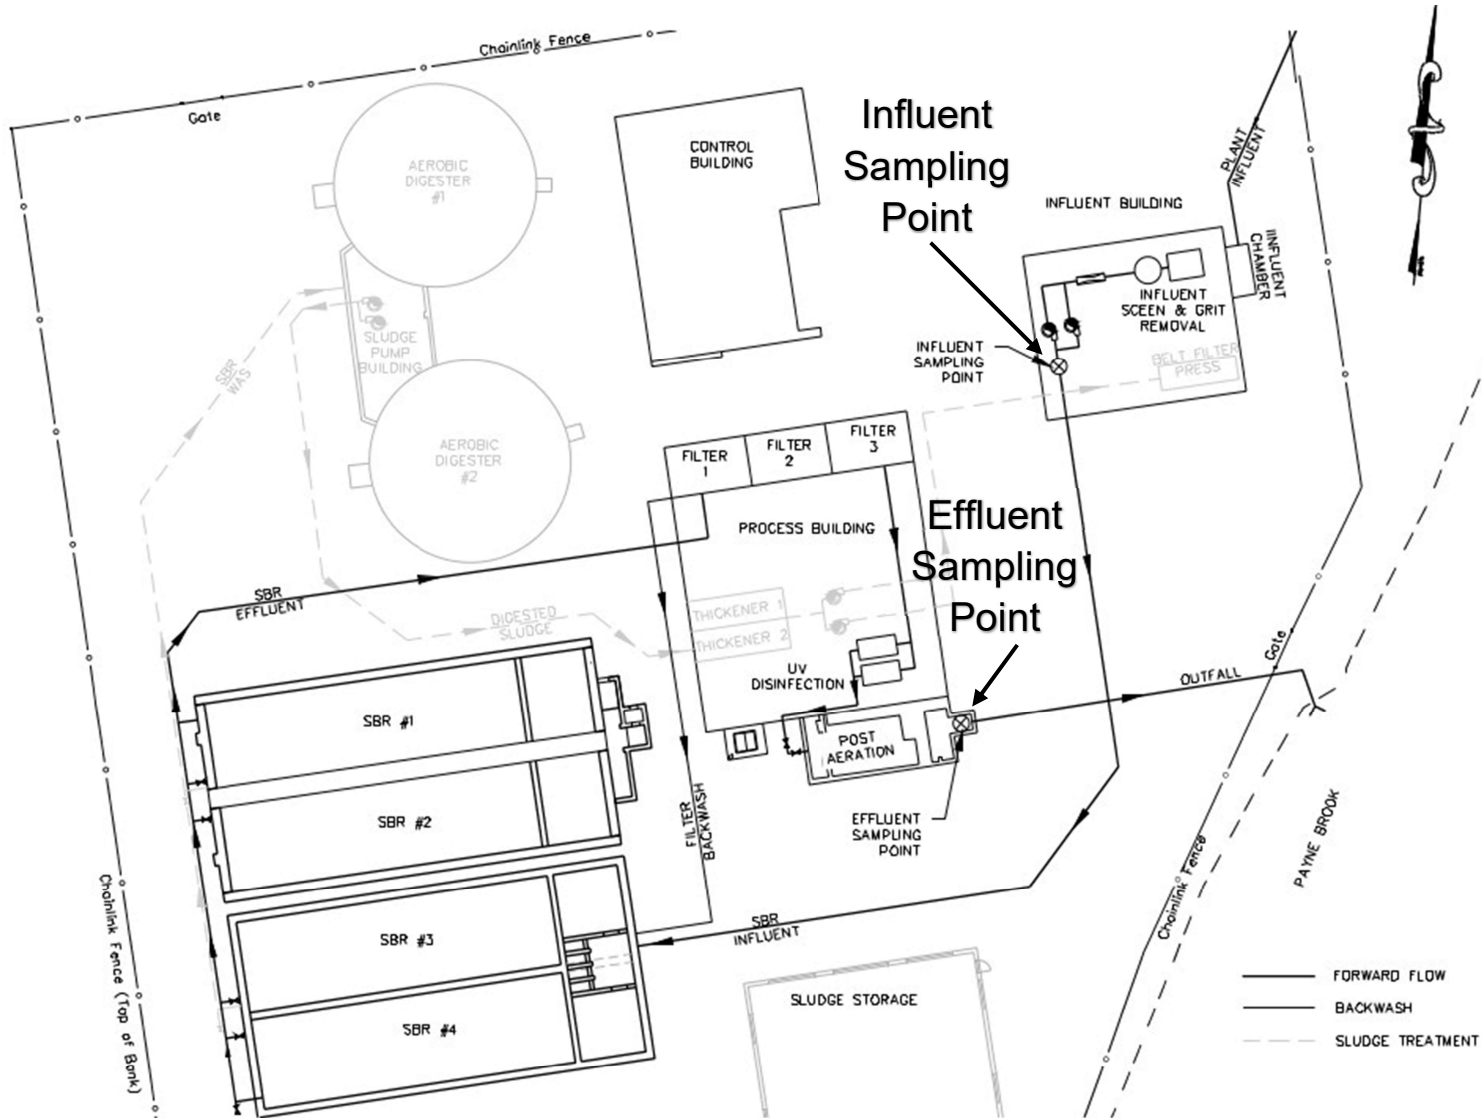 Chainlink Fence
Gate
AEROBIC
DIGESTER
#1
CONTROL
BUILDING
Influent
Sampling
Point
PLANT
INFLUENT
INFLUENT BUILDING
IINFLUENT
CHAMBER
INFLUENT
SCEEN & GRIT
REMOVAL
INFLUENT
SAMPLING
POINT
BELT FILTER
PRESS
SLUDGE
PUMP
BUILDING
SBR
WAS
AEROBIC
DIGESTER
#2
FILTER
1
FILTER
2
FILTER
3
PROCESS BUILDING
Effluent
Sampling
Point
SBR
EFFLUENT
DIGESTED
SLUDGE
THICKENER 1
THICKENER 2
UV
DISINFECTION
Gate
OUTFALL
SBR #1
POST
AERATION
SBR #2
FILTER
BACKWASH
EFFLUENT
SAMPLING
POINT
PAYNE BROOK
Chainlink Fence
Chainlink Fence (Top of Bank)
SBR #3
SBR
INFLUENT
SBR #4
SLUDGE STORAGE
FORWARD FLOW
BACKWASH
SLUDGE TREATMENT